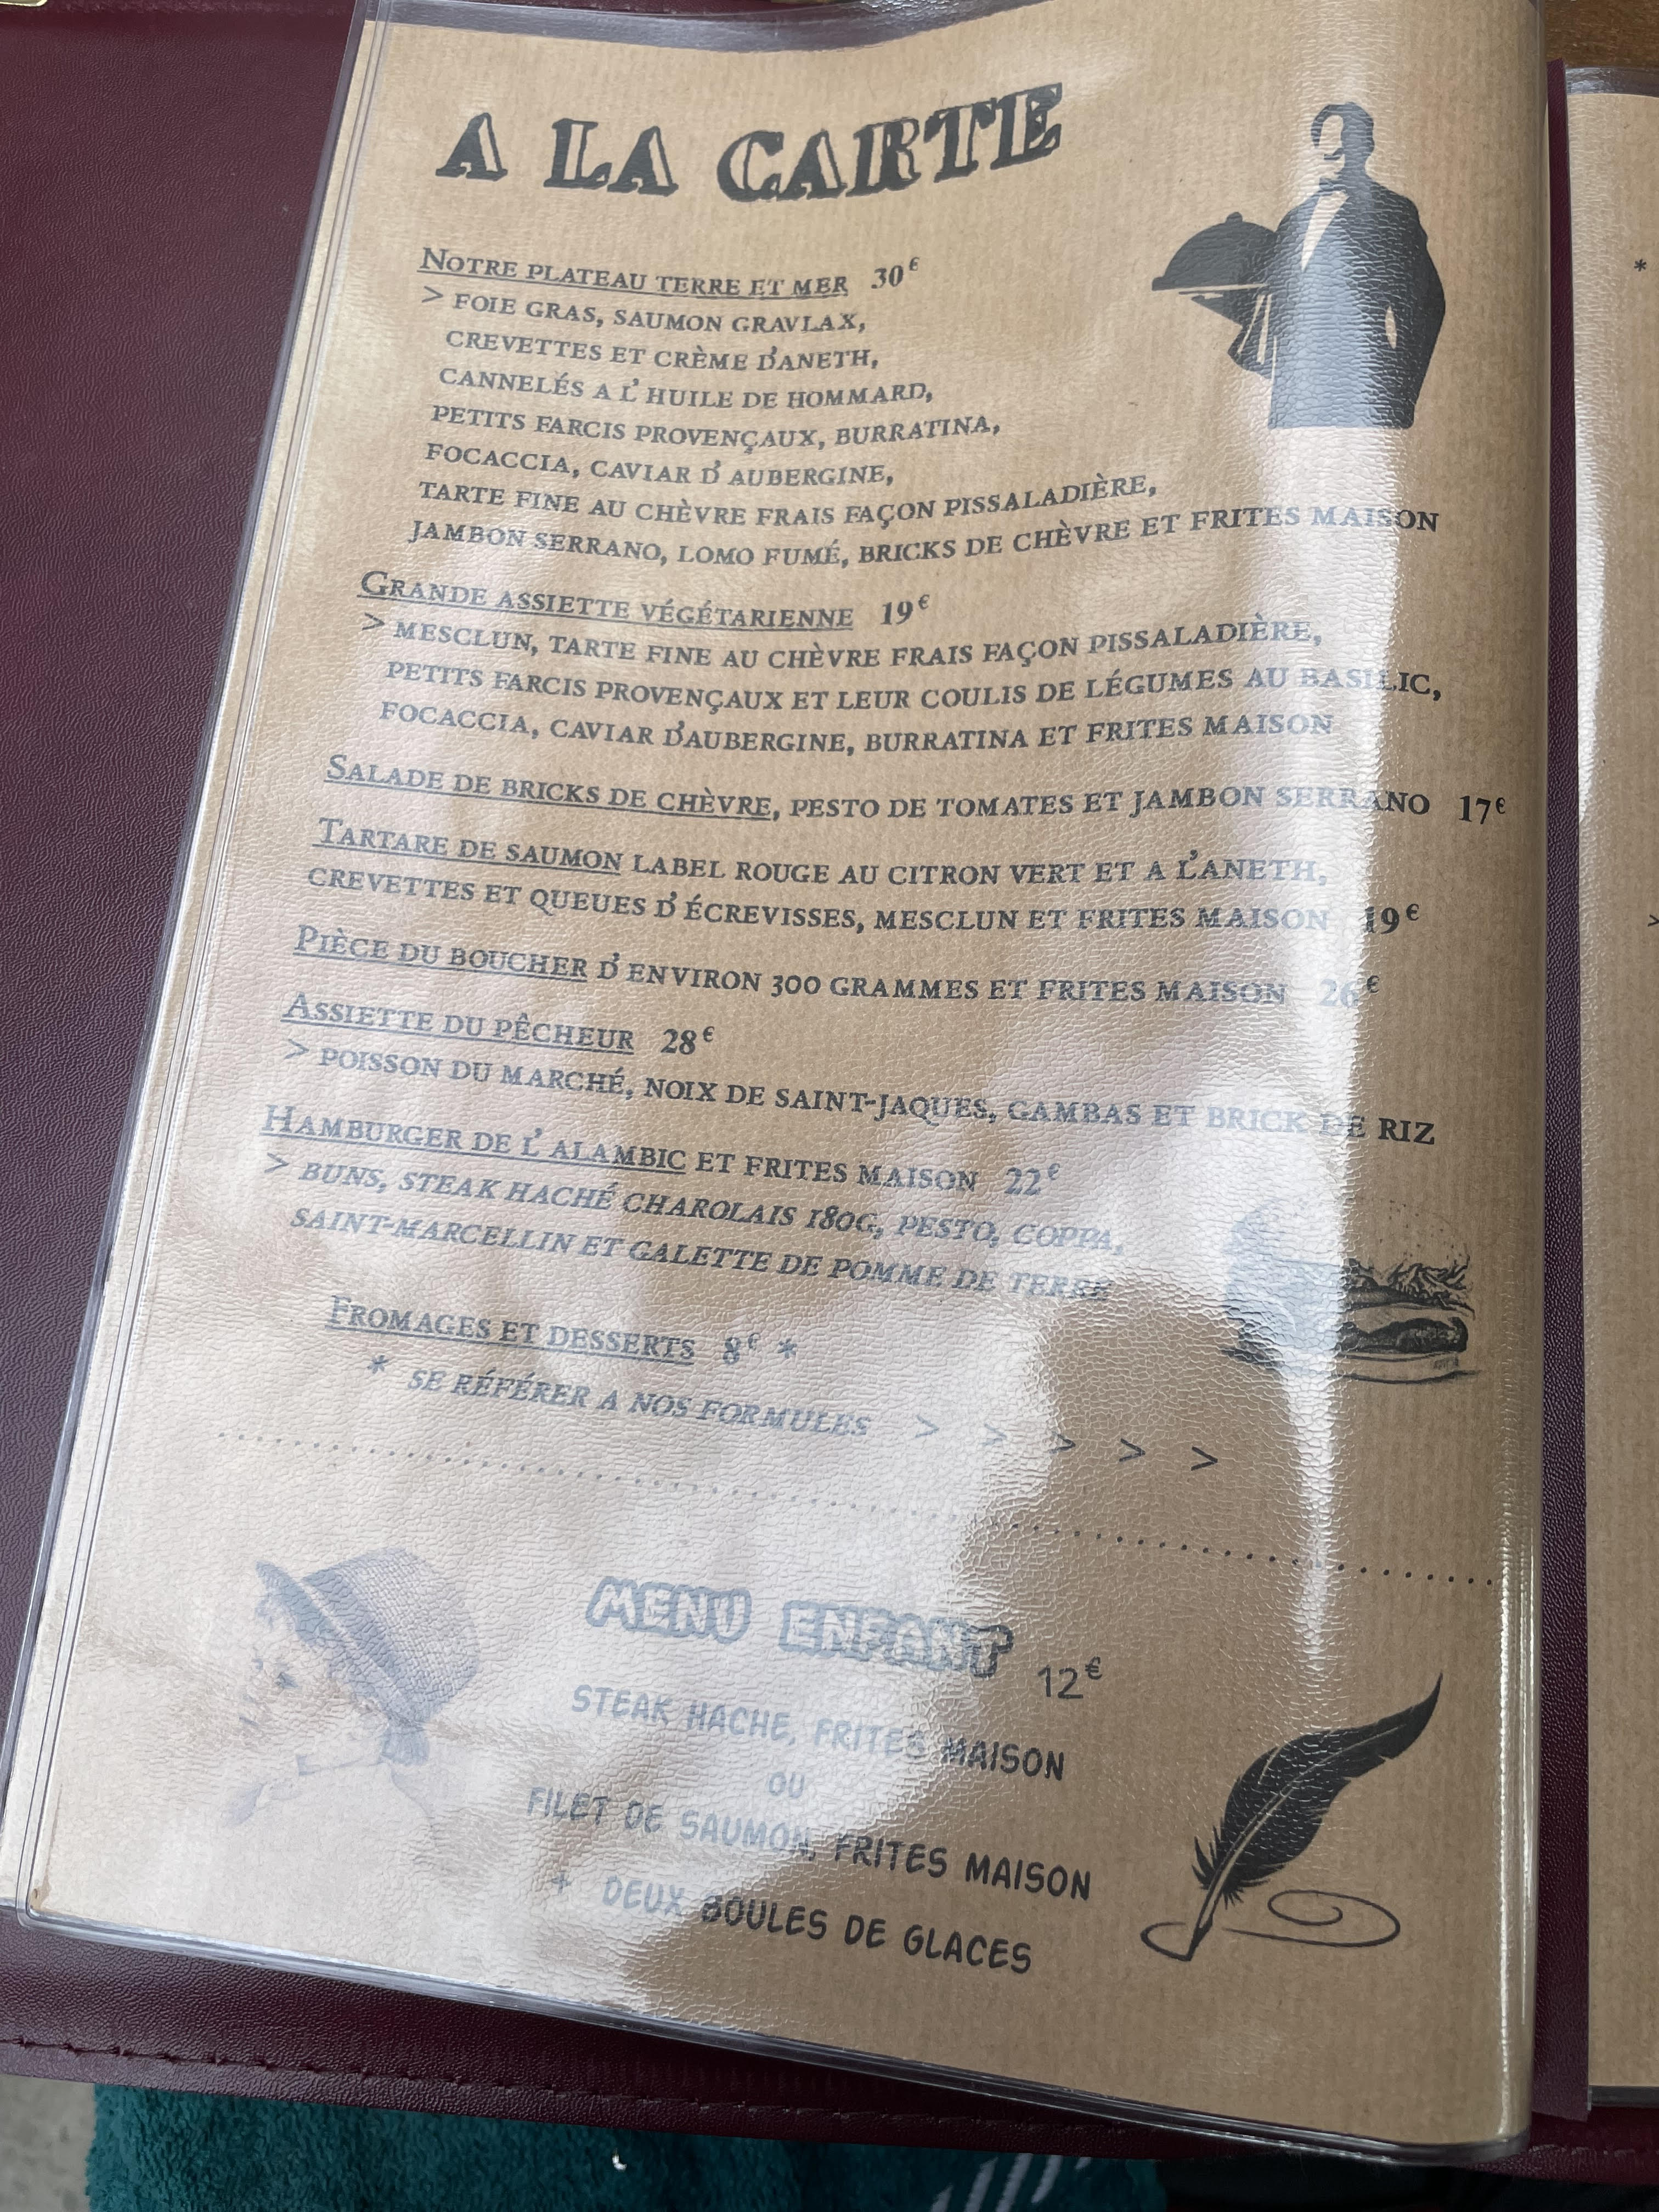 A LA CARTE
NOTRE PLATEAU TERRE ET MER 30€
> FOIE GRAS, SAUMON GRAVLAX,
CREVETTES ET CRÈME D'ANETH,
CANNELÉS A L' HUILE DE HOMMARD,
PETITS FARCIS PROVENÇAUX, BURRATINA,
FOCACCIA, CAVIAR D' AUBERGINE,
TARTE FINE AU CHÈVRE FRAIS FAÇON PISSALADIÈRE,
JAMBON SERRANO, LOMO FUMÉ, BRICKS DE CHÈVRE ET FRITES MAISON
GRANDE ASSIETTE VÉGÉTARIENNE 19€
> MESCLUN, TARTE FINE AU CHÈVRE FRAIS FAÇON PISSALADIÈRE,
PETITS FARCIS PROVENÇAUX ET LEUR COULIS DE LÉGUMES AU BASILIC,
FOCACCIA, CAVIAR D'AUBERGINE, BURRATINA ET FRITES MAISON
SALADE DE BRICKS DE CHÈVRE, PESTO DE TOMATES ET JAMBON SERRANO 17€
TARTARE DE SAUMON LABEL ROUGE AU CITRON VERT ET A L'ANETH,
CREVETTES ET QUEUES D' ÉCREVISSES, MESCLUN ET FRITES MAISON 19€
PIÈCE DU BOUCHER D' ENVIRON 300 GRAMMES ET FRITES MAISON 26€
ASSIETTE DU PÊCHEUR 28€
> POISSON DU MARCHÉ, NOIX DE SAINT-JAQUES, GAMBAS ET BRICK DE RIZ
HAMBURGER DE L' ALAMBIC ET FRITES MAISON 22€
> BUNS, STEAK HACHÉ CHAROLAIS 180G, PESTO, COPPA,
SAINT-MARCELLIN ET GALETTE DE POMME DE TERRE
FROMAGES ET DESSERTS 8€ *
* SE RÉFÉRER A NOS FORMULES > > > > >
MENU ENFANT 12€
STEAK HACHE, FRITES MAISON
OU
FILET DE SAUMON, FRITES MAISON
+ DEUX BOULES DE GLACES
*
>